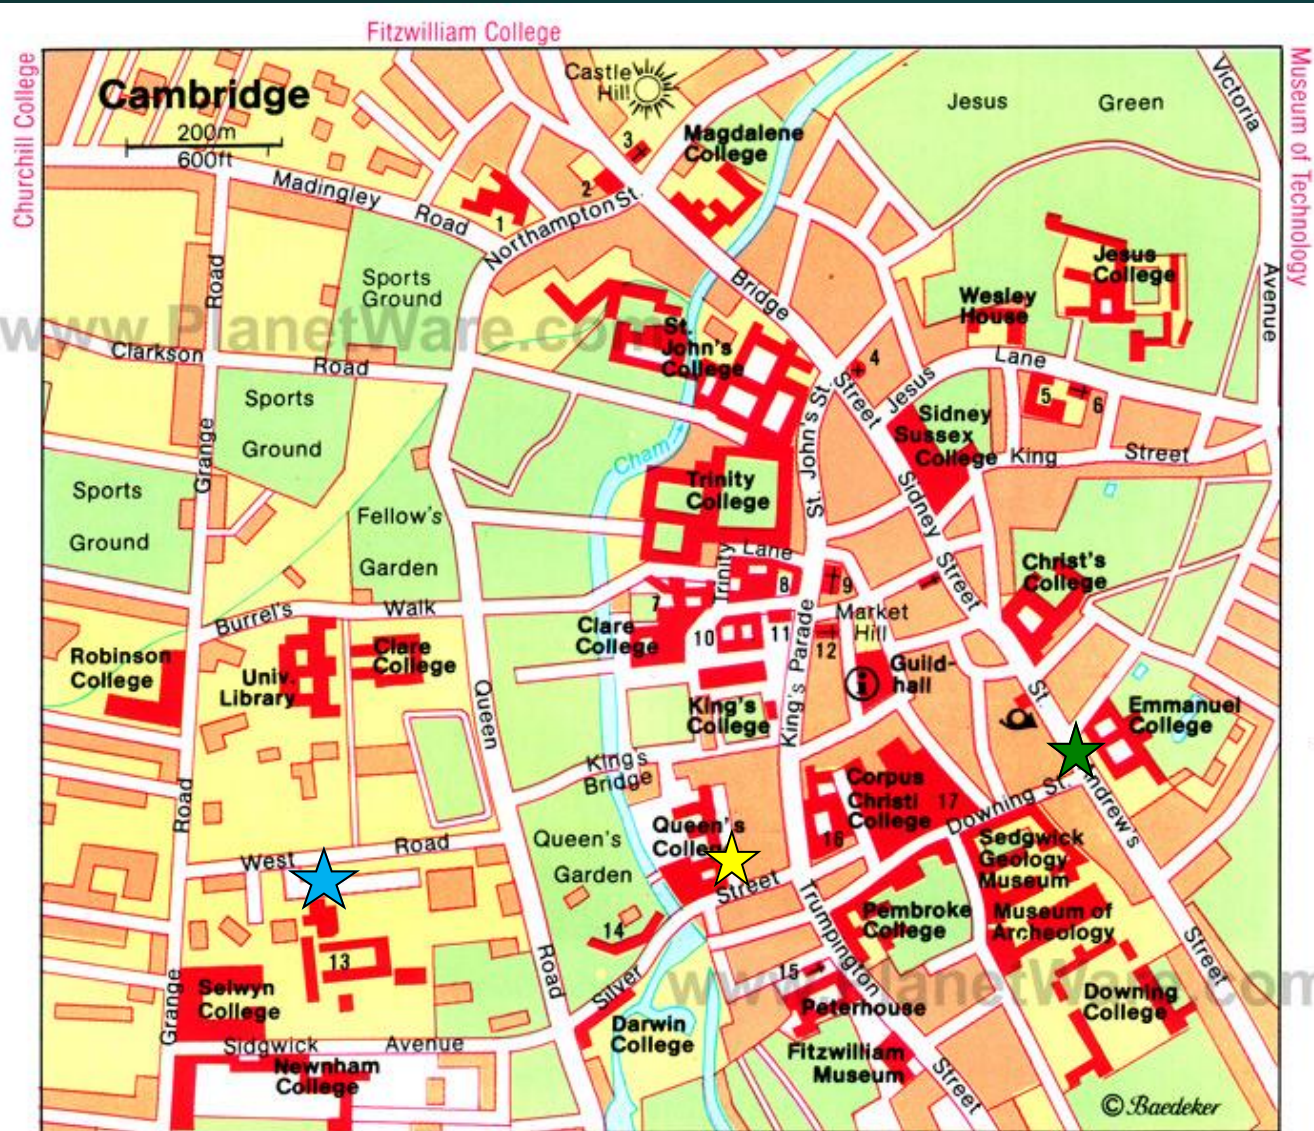 Fitzwilliam College
Churchill College
Museum of Technology
Cambridge
200m
600ft
Castle
Hill
Jesus Green
Victoria
Avenue
Magdalene
College
3
2
1
Madingley
Road
Northampton St.
Road
Sports
Ground
Bridge
Street
Jesus
College
Wesley
House
www.PlanetWare.com
St.
John's
College
Clarkson
Road
Lane
4
Jesus
5
6
Sports
Ground
Sidney
Sussex
College
King
Street
St. John's St.
Grange
Cham
Trinity
College
Sidney
Street
Sports
Ground
Fellow's
Garden
Trinity
Lane
Christ's
College
8
9
7
Burrel's
Walk
Market
Hill
Clare
College
10
11
12
King's Parade
Robinson
College
Univ.
Library
Clare
College
Guild-
hall
i
King's
College
Queen
St.
Emmanuel
College
King's
Bridge
Corpus
Christi
College
17
Downing St.
Andrew's
Street
Road
West
Road
Queen's
Garden
Queen's
16
Street
Sedgwick
Geology
Museum
Trumpington
Street
Pembroke
College
Museum of
Archeology
14
13
15
Silver
Road
www.PlanetWare.com
Selwyn
College
Grange
Peterhouse
Downing
College
Darwin
College
Sidgwick
Avenue
Newnham
College
Fitzwilliam
Museum
© Baedeker